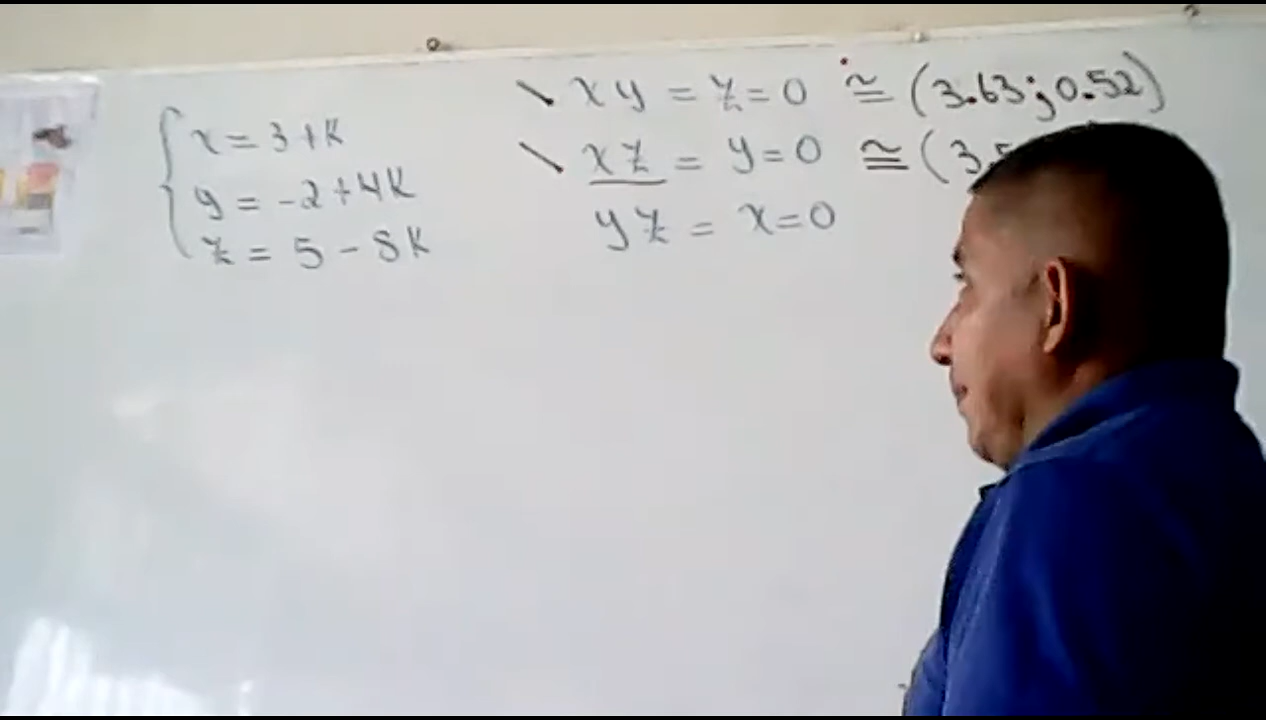 x = 3 + K
y = -2 + 4K
z = 5 - 8K
\ xy = z = 0 ≅ (3.63; 0.52)
\ xz = y = 0 ≅ (3.5
yz = x = 0